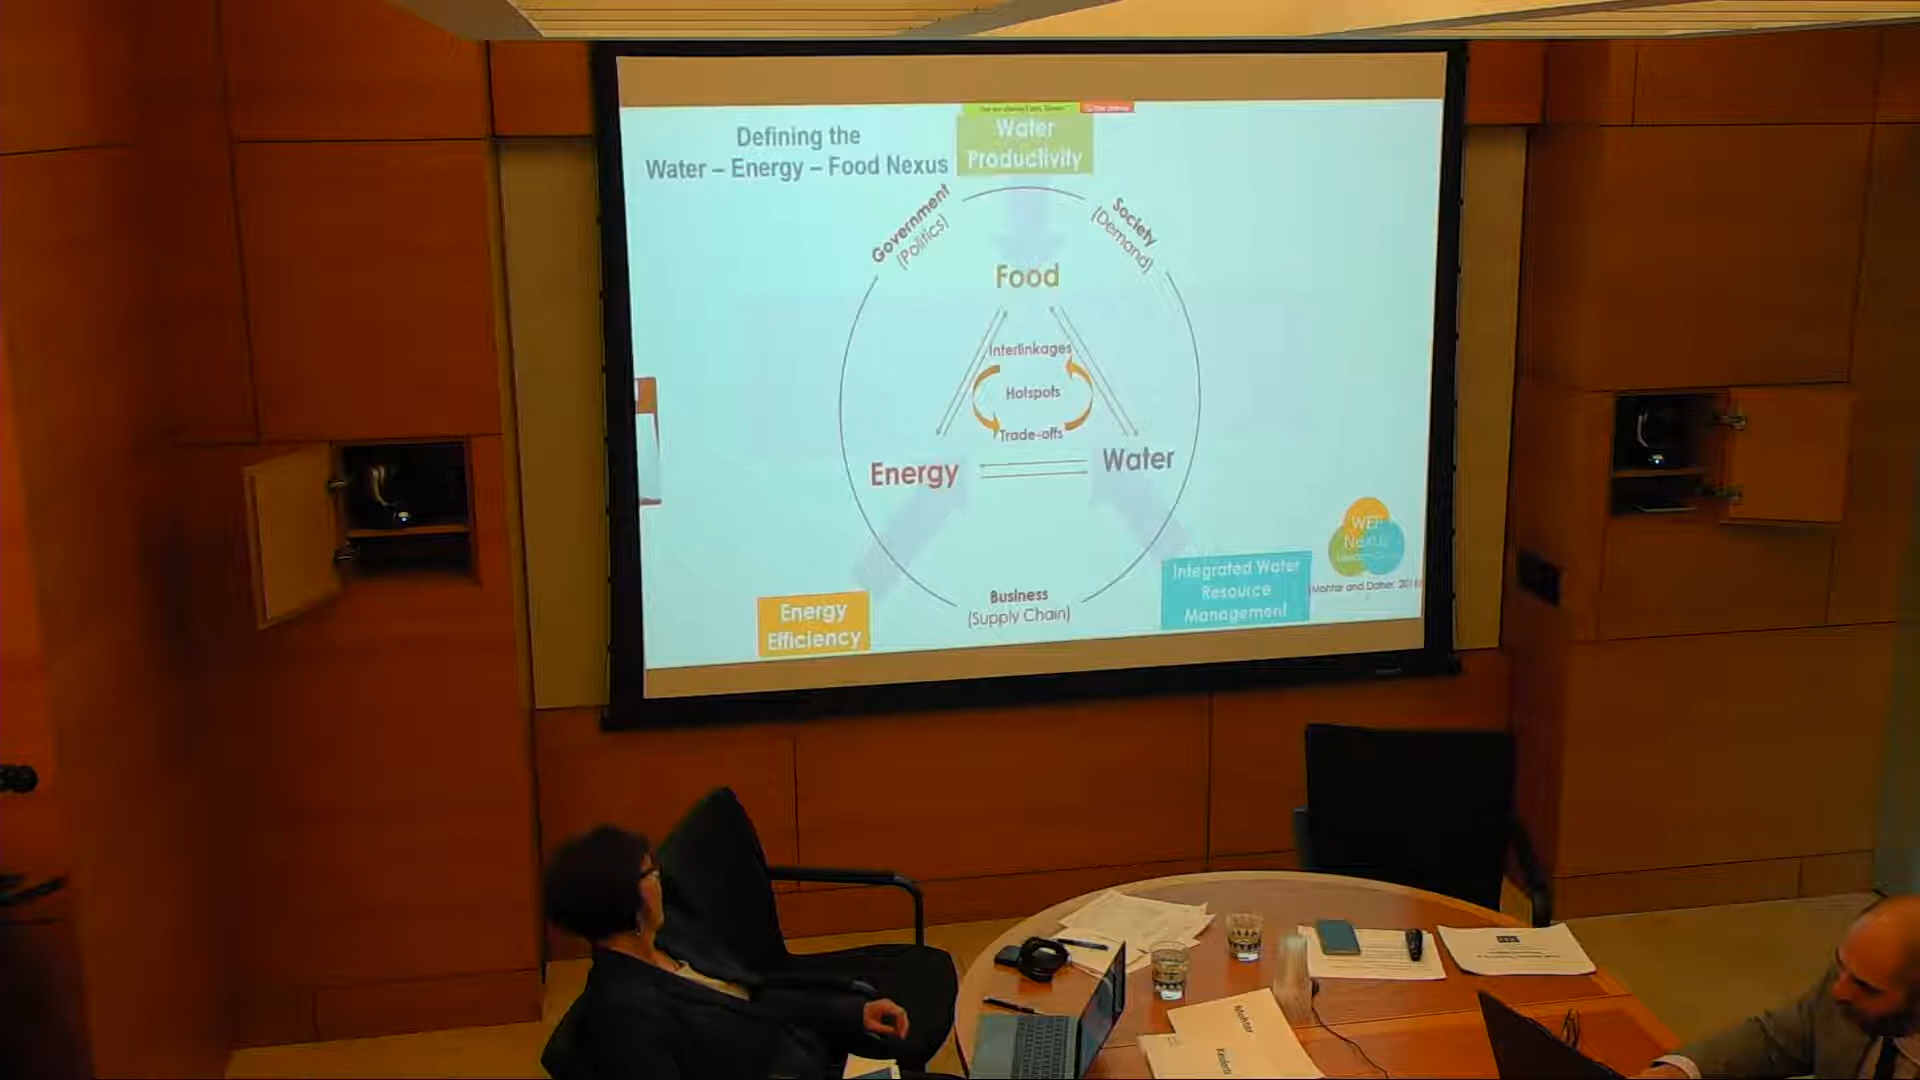 Defining the
Water – Energy – Food Nexus
Water
Productivity
Government
(Politics)
Society
(Demand)
Food
Interlinkages
Hotspots
Trade-offs
Energy
Water
Business
(Supply Chain)
Energy
Efficiency
Integrated Water
Resource
Management
WEF
Nexus
Mohtar